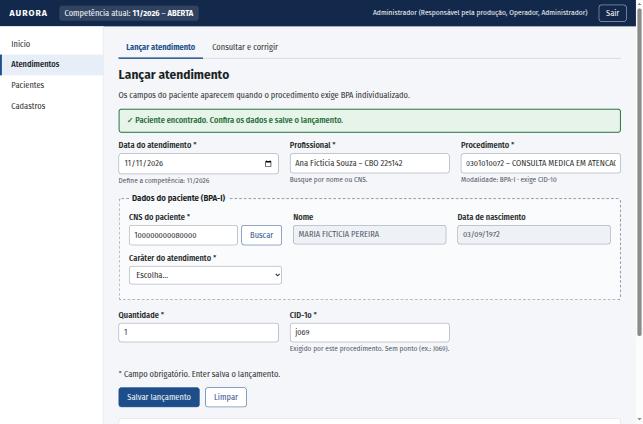 AURORA
Competência atual: 11/2026 – ABERTA
Administrador (Responsável pela produção, Operador, Administrador)
Sair
Início
Atendimentos
Pacientes
Cadastros
Lançar atendimento
Consultar e corrigir
Lançar atendimento
Os campos do paciente aparecem quando o procedimento exige BPA individualizado.
✓ Paciente encontrado. Confira os dados e salve o lançamento.
Data do atendimento *
Profissional *
Procedimento *
11/11/2026
Ana Fictícia Souza – CBO 225142
0301010072 – CONSULTA MEDICA EM ATENCAO
Define a competência: 11/2026
Busque por nome ou CNS.
Modalidade: BPA-I · exige CID-10
Dados do paciente (BPA-I)
CNS do paciente *
Nome
Data de nascimento
100000000080000
Buscar
MARIA FICTICIA PEREIRA
03/09/1972
Caráter do atendimento *
Escolha...
Quantidade *
CID-10 *
1
J069
Exigido por este procedimento. Sem ponto (ex.: J069).
* Campo obrigatório. Enter salva o lançamento.
Salvar lançamento
Limpar